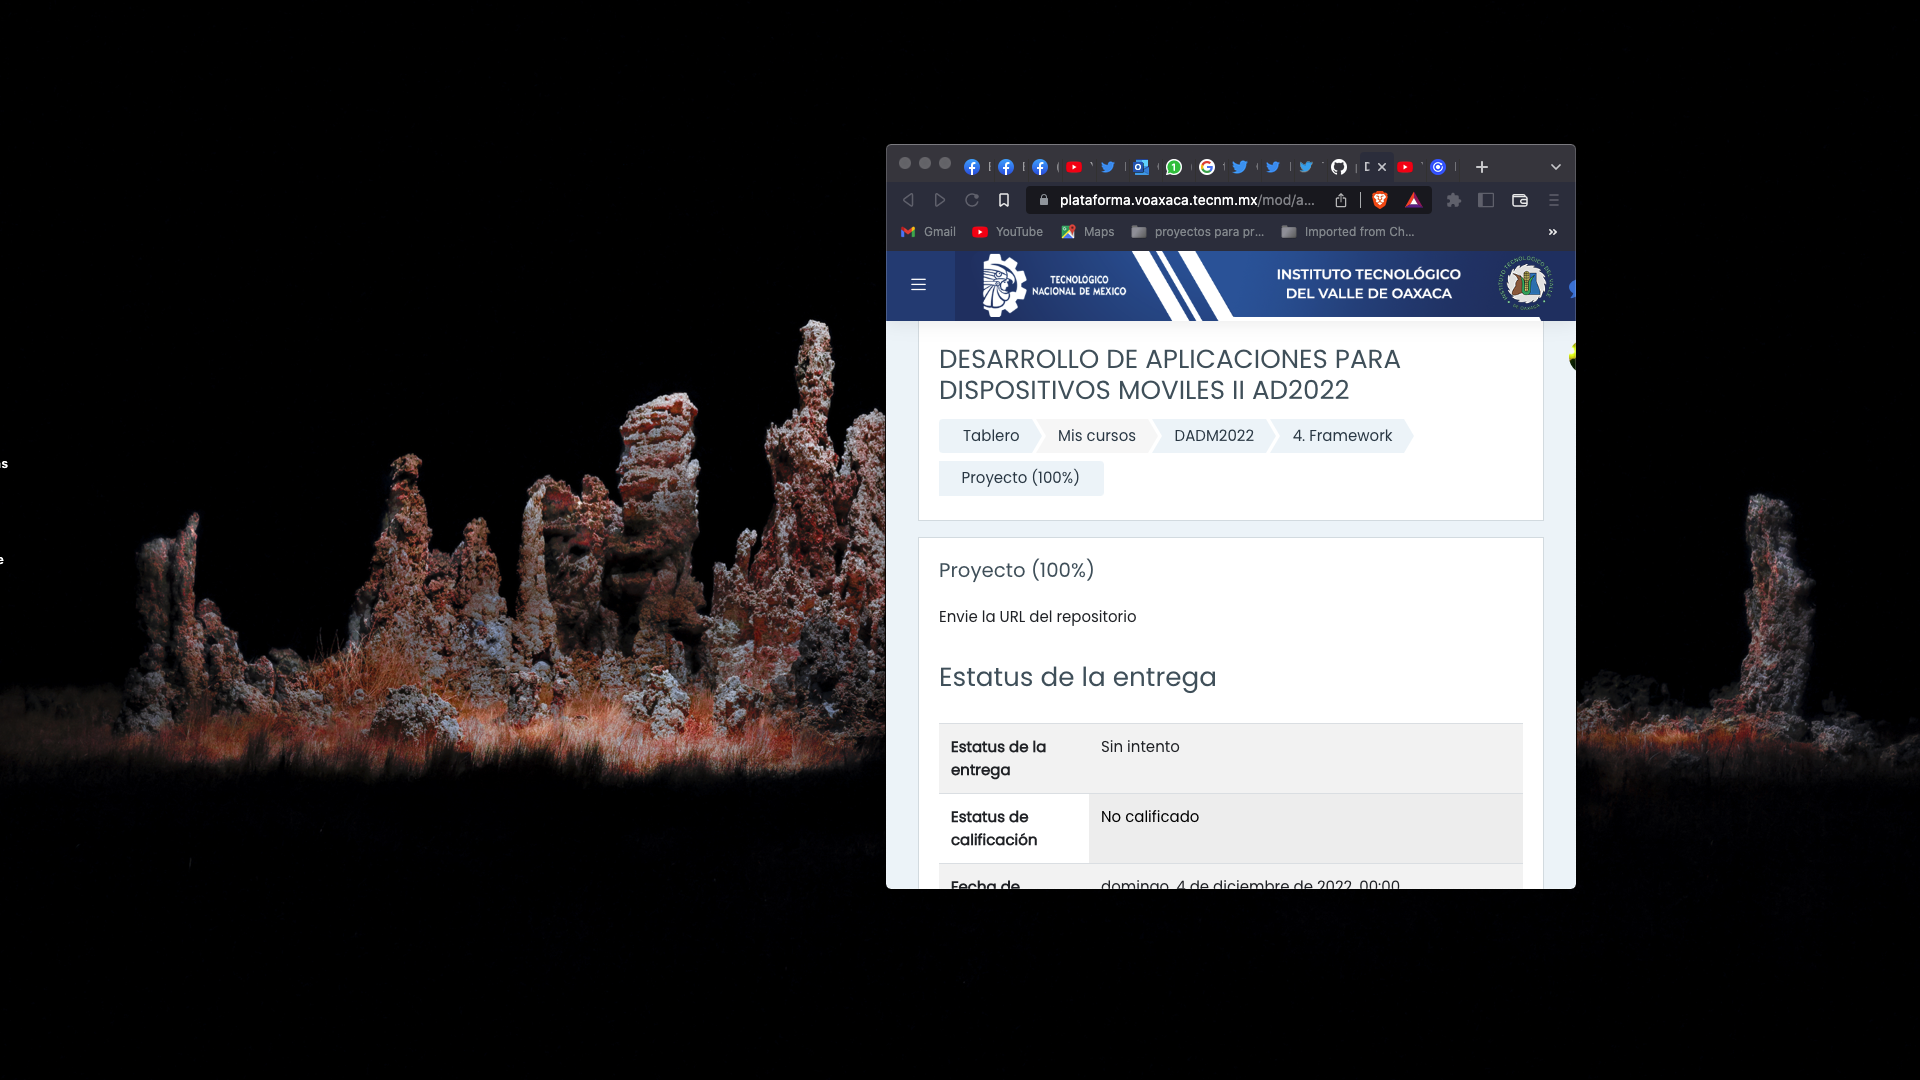 plataforma.voaxaca.tecnm.mx/mod/a...
Gmail YouTube Maps proyectos para pr... Imported from Ch... »
TECNOLÓGICO
NACIONAL DE MÉXICO
INSTITUTO TECNOLÓGICO
DEL VALLE DE OAXACA
DESARROLLO DE APLICACIONES PARA
DISPOSITIVOS MOVILES II AD2022
Tablero Mis cursos DADM2022 4. Framework
Proyecto (100%)
Proyecto (100%)
Envie la URL del repositorio
Estatus de la entrega
Estatus de la
entrega
Sin intento
Estatus de
calificación
No calificado
Fecha de
domingo, 4 de diciembre de 2022, 00:00